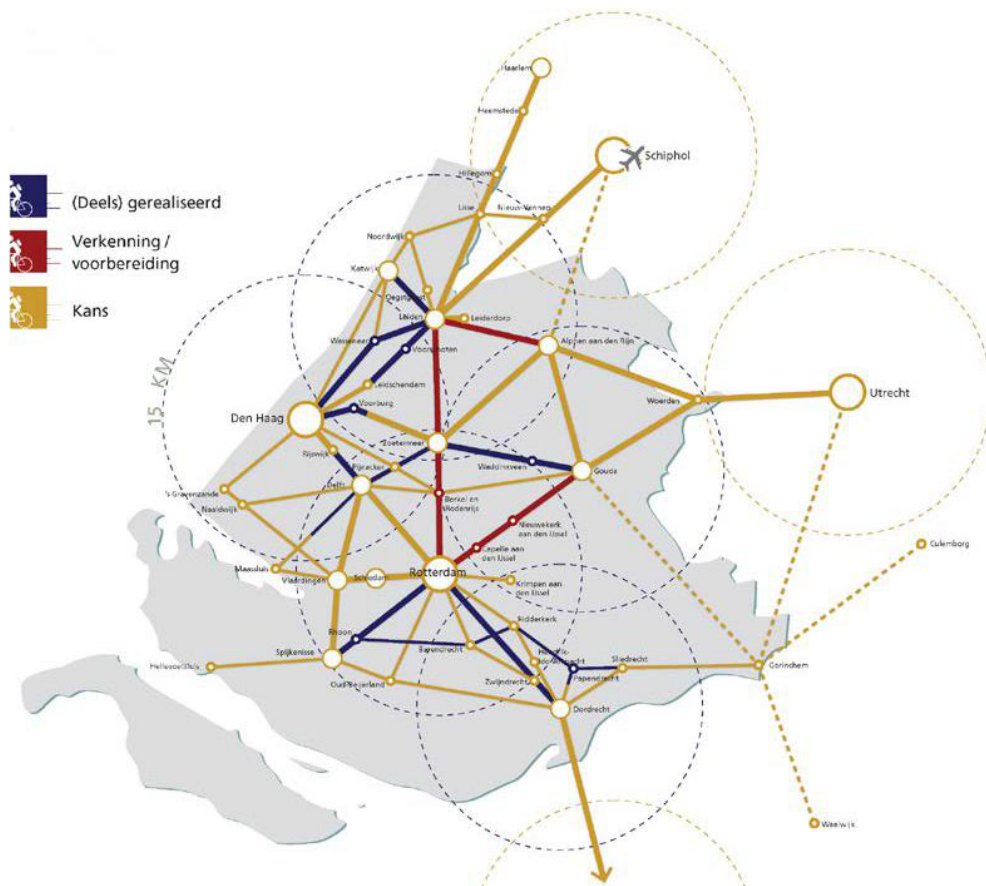 Haarlem
Heemstede
Schiphol
Hillegom
(Deels) gerealiseerd
Lisse
Nieuw-Vennep
Verkenning /
voorbereiding
Noordwijk
Katwijk
Kans
Oegstgeest
Leiden
Leiderdorp
Wassenaar
Voorschoten
Alphen aan den Rijn
15 KM
Leidschendam
Utrecht
Voorburg
Woerden
Den Haag
Zoetermeer
Rijswijk
Pijnacker
Waddinxveen
Gouda
Delft
's Gravenzande
Naaldwijk
Berkel en
Rodenrijs
Nieuwekerk
aan den IJssel
Culemborg
Capelle aan
den IJssel
Maassluis
Vlaardingen
Schiedam
Rotterdam
Krimpen aan
den IJssel
Ridderkerk
Rhoon
Barendrecht
Spijkenisse
Hellevoetsluis
Sliedrecht
Gorinchem
Papendrecht
Oud-Beijerland
Zwijndrecht
Dordrecht
Waalwijk